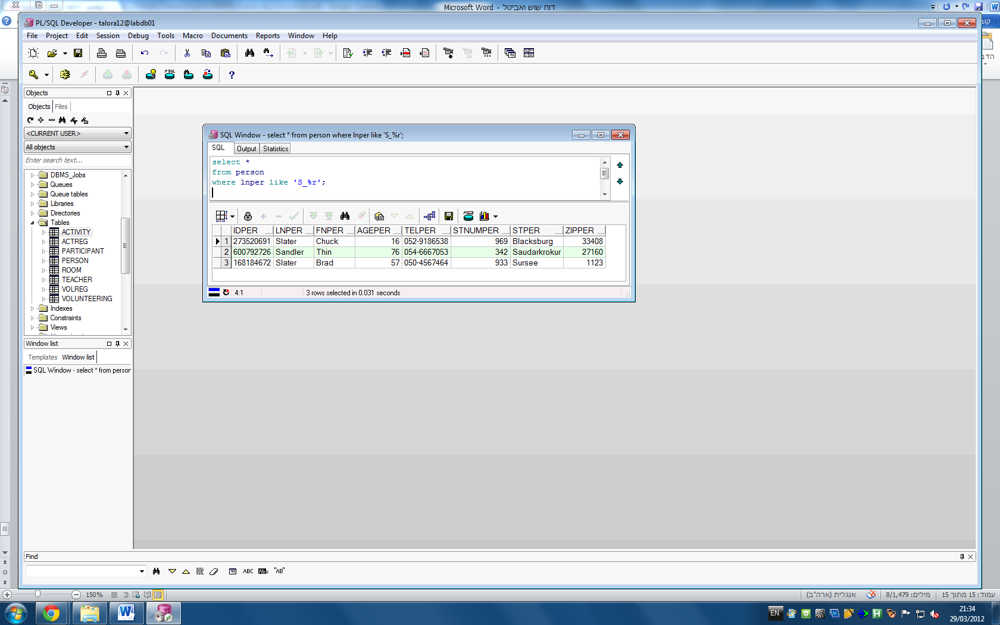 דוח שוש ואביטל - Microsoft Word
PL/SQL Developer - talora12@labdb01
File Project Edit Session Debug Tools Macro Documents Reports Window Help
Objects
Objects Files
<CURRENT USER>
All objects
Enter search text...
DBMS_Jobs
Queues
Queue tables
Libraries
Directories
Tables
ACTIVITY
ACTREG
PARTICIPANT
PERSON
ROOM
TEACHER
VOLREG
VOLUNTEERING
Indexes
Constraints
Views
Window list
Templates Window list
SQL Window - select * from person
SQL Window - select * from person where lnper like 'S_%r';
SQL Output Statistics
select *
from person
where lnper like 'S_%r';
IDPER LNPER FNPER AGEPER TELPER STNUMPER STPER ZIPPER
1 273520691 Slater Chuck 16 052-9186538 969 Blacksburg 33408
2 600792726 Sandler Thin 76 054-6667053 342 Saudarkrokur 27160
3 168184672 Slater Brad 57 050-4567464 933 Sursee 1123
4:1 3 rows selected in 0.031 seconds
Find
ABC "AB"
150%
אנגלית (ארה"ב)
מילים: 8/1,479
עמוד: 15 מתוך 15
EN
21:34
29/03/2012